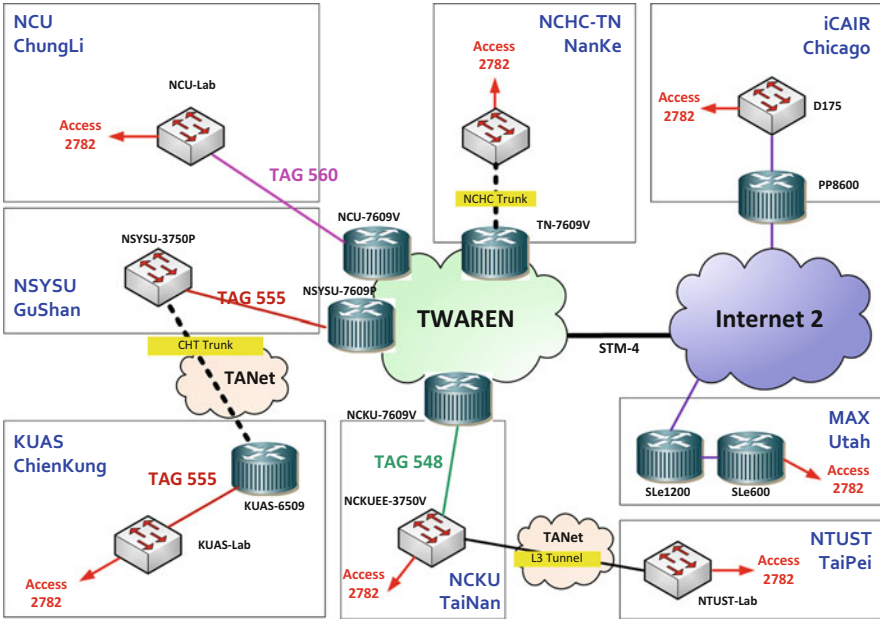 NCU
ChungLi
NCU-Lab
Access
2782
TAG 560
NCU-7609V
NCHC-TN
NanKe
Access
2782
NCHC Trunk
TN-7609V
iCAIR
Chicago
Access
2782
D175
PP8600
NSYSU-3750P
NSYSU
GuShan
TAG 555
NSYSU-7609P
CHT Trunk
TANet
TWAREN
STM-4
Internet 2
NCKU-7609V
KUAS
ChienKung
TAG 555
KUAS-6509
KUAS-Lab
Access
2782
TAG 548
NCKUEE-3750V
Access
2782
NCKU
TaiNan
TANet
L3 Tunnel
MAX
Utah
SLe1200
SLe600
Access
2782
NTUST
TaiPei
Access
2782
NTUST-Lab